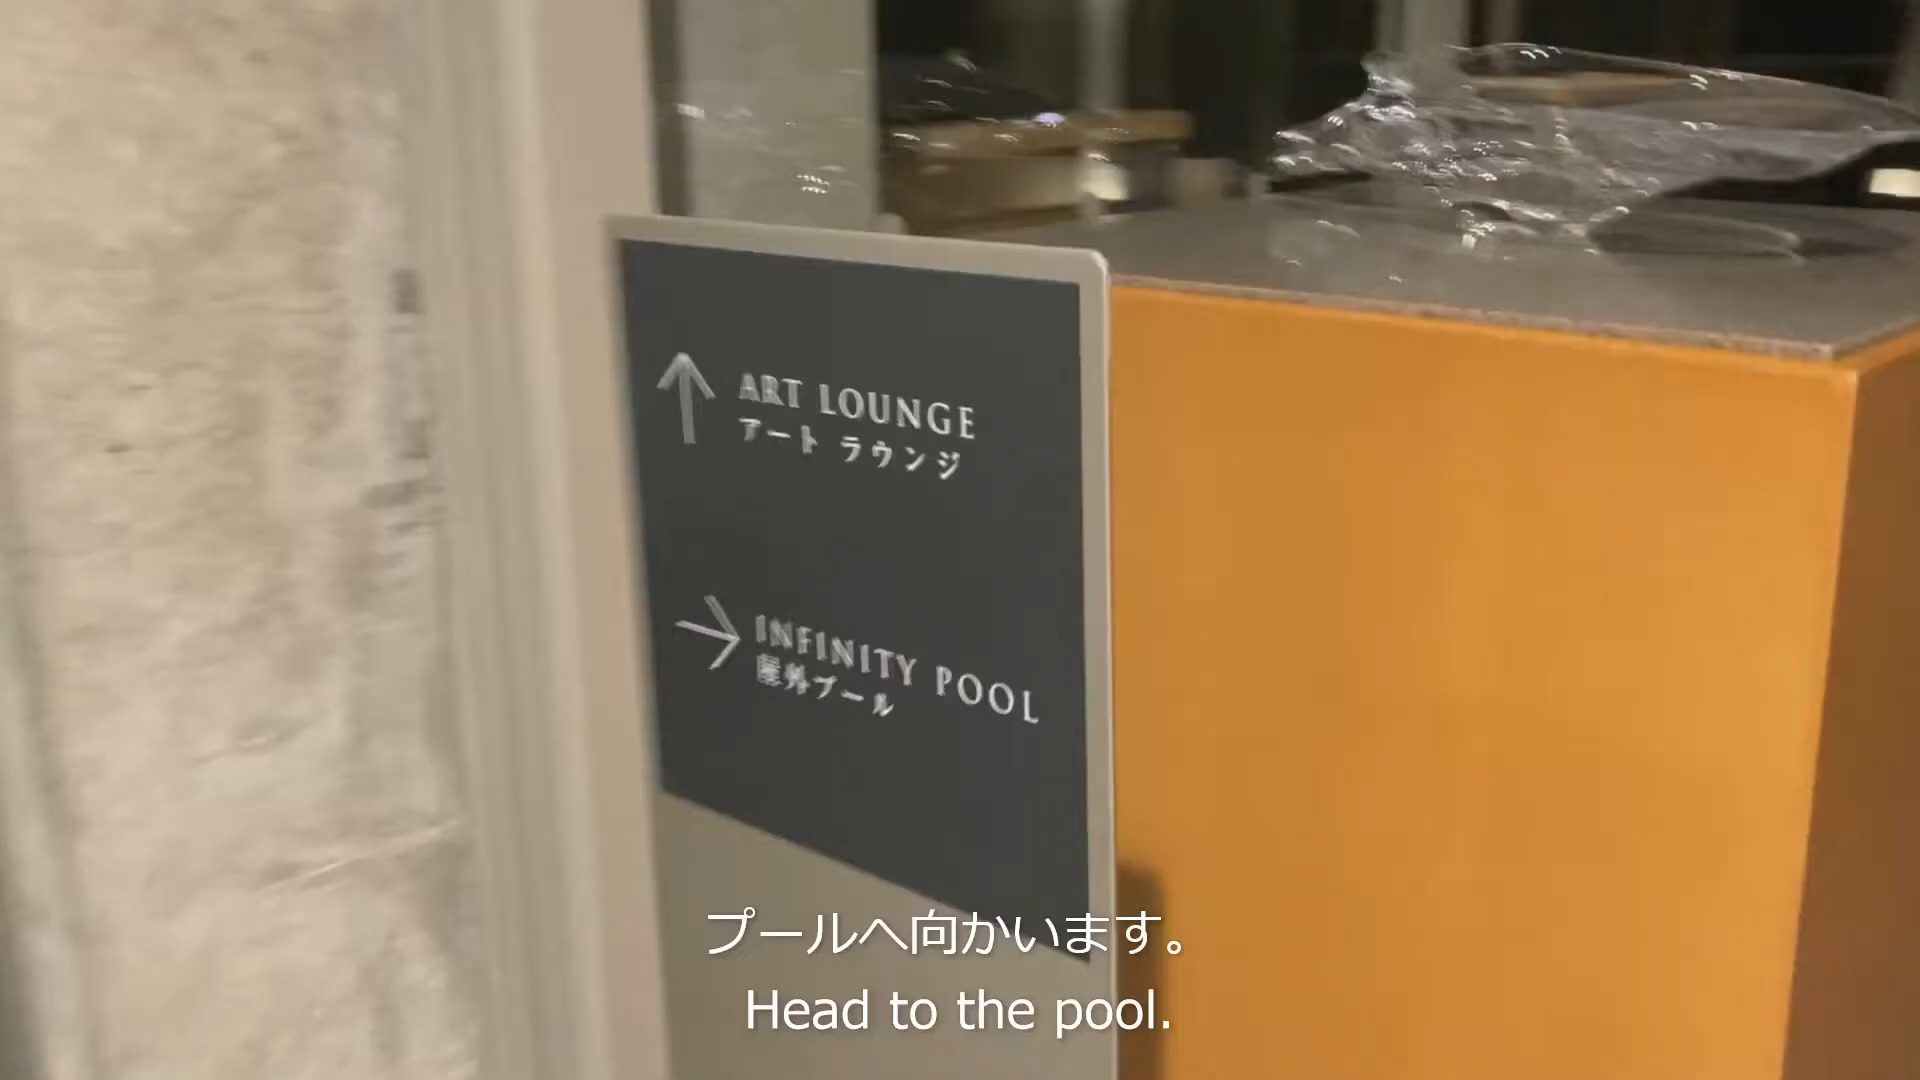 ART LOUNGE
アート ラウンジ
INFINITY POOL
屋外プール
プールへ向かいます。
Head to the pool.